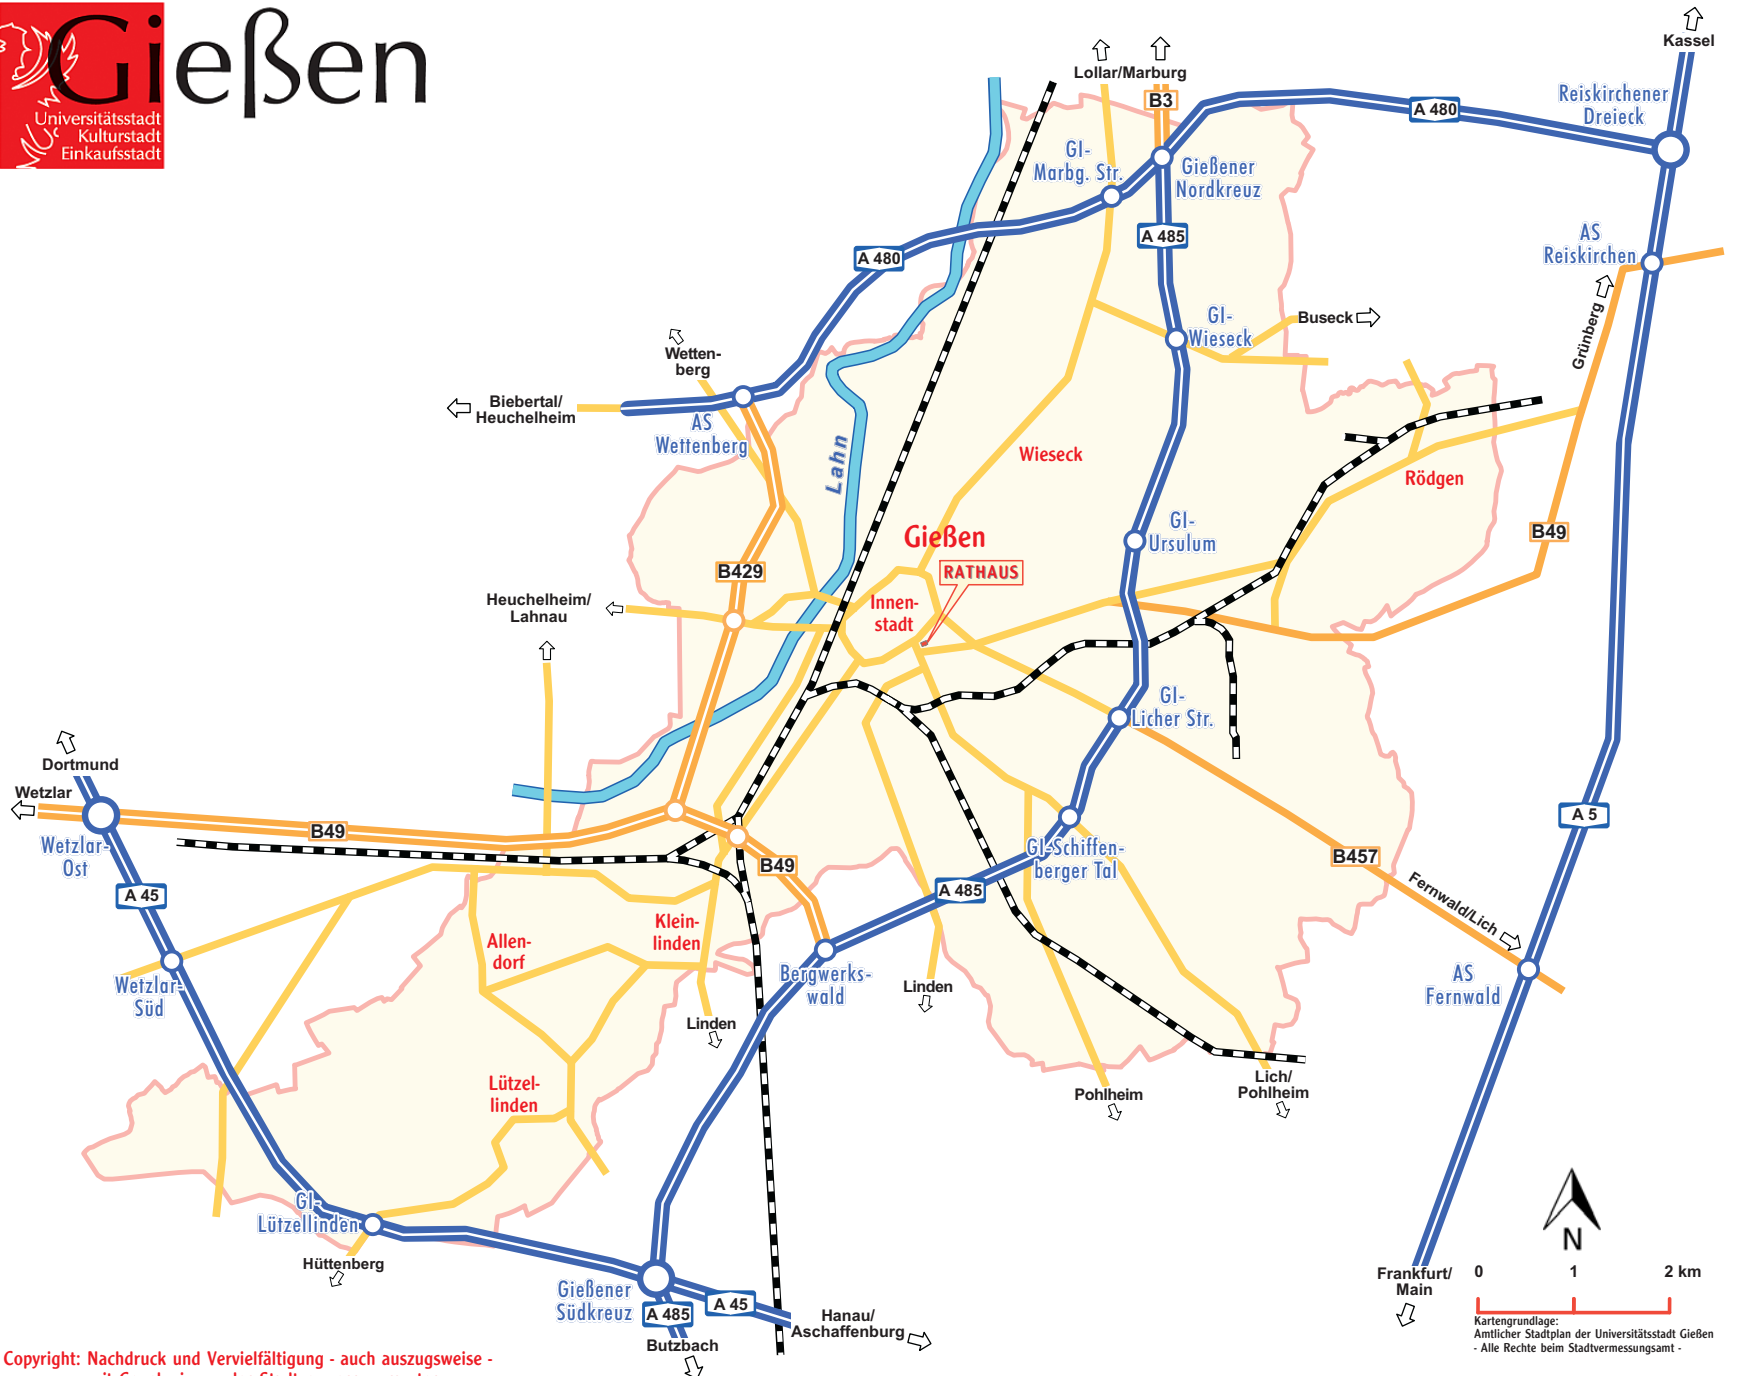 Gießen
Universitätsstadt
Kulturstadt
Einkaufsstadt
Kassel
Lollar/Marburg
B3
Reiskirchener
Dreieck
A 480
GI-
Marbg. Str.
Gießener
Nordkreuz
A 485
AS
Reiskirchen
A 480
Grünberg
GI-
Wieseck
Buseck
Wetten-
berg
Biebertal/
Heuchelheim
AS
Wettenberg
Lahn
Wieseck
Rödgen
Gießen
GI-
Ursulum
B49
B429
RATHAUS
Innen-
stadt
Heuchelheim/
Lahnau
GI-
Licher Str.
Dortmund
Wetzlar
Wetzlar-
Ost
B49
A 5
GI-Schiffen-
berger Tal
B457
B49
A 45
A 485
Fernwald/Lich
Klein-
linden
Allen-
dorf
Wetzlar-
Süd
Bergwerks-
wald
Linden
AS
Fernwald
Linden
Lützel-
linden
Pohlheim
Lich/
Pohlheim
GI-
Lützellinden
Hüttenberg
N
Gießener
Südkreuz
A 485
A 45
Hanau/
Aschaffenburg
Butzbach
Frankfurt/
Main
0 1 2 km
Kartengrundlage:
Amtlicher Stadtplan der Universitätsstadt Gießen
- Alle Rechte beim Stadtvermessungsamt -
Copyright: Nachdruck und Vervielfältigung - auch auszugsweise -